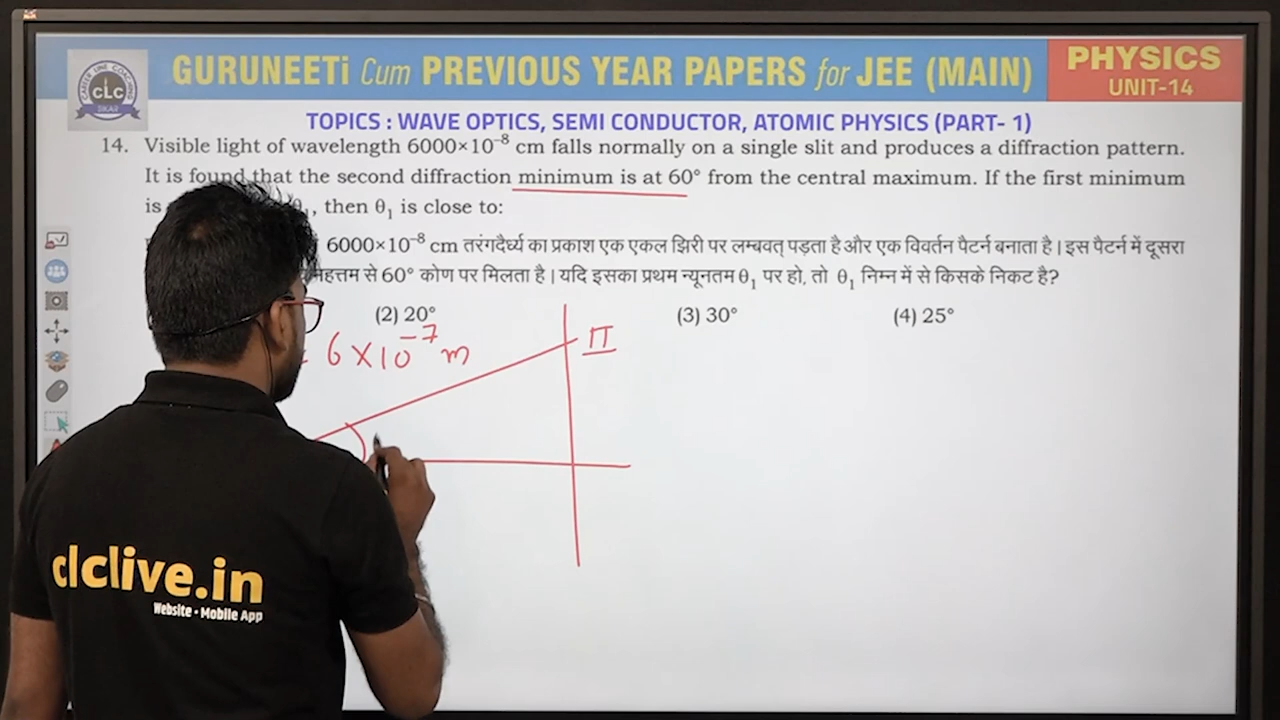 GURUNEETi Cum PREVIOUS YEAR PAPERS for JEE (MAIN)
PHYSICS
UNIT-14
CLC
SIKAR
TOPICS : WAVE OPTICS, SEMI CONDUCTOR, ATOMIC PHYSICS (PART- 1)
14. Visible light of wavelength 6000×10⁻⁸ cm falls normally on a single slit and produces a diffraction pattern.
It is found that the second diffraction minimum is at 60° from the central maximum. If the first minimum
is θ₁, then θ₁ is close to:
6000×10⁻⁸ cm तरंगदैर्ध्य का प्रकाश एक एकल झिरी पर लम्बवत् पड़ता है और एक विवर्तन पैटर्न बनाता है। इस पैटर्न में दूसरा
से 60° कोण पर मिलता है। यदि इसका प्रथम न्यूनतम θ₁ पर हो, तो θ₁ निम्न में से किसके निकट है?
(2) 20° (3) 30° (4) 25°
6×10⁻⁷ m
II
clclive.in
Website • Mobile App